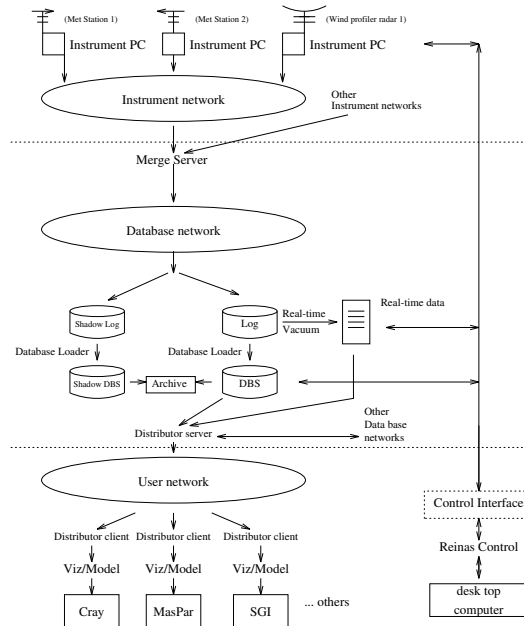 (Met Station 1)
(Met Station 2)
(Wind profiler radar 1)
Instrument PC
Instrument PC
Instrument PC
Instrument network
Other
Instrument networks
Merge Server
Database network
Shadow Log
Log
Real-time
Vacuum
Real-time data
Database Loader
Database Loader
Shadow DBS
Archive
DBS
Distributor server
Other
Data base
networks
User network
Control Interface
Distributor client
Distributor client
Distributor client
Viz/Model
Viz/Model
Viz/Model
Reinas Control
Cray
MasPar
SGI
... others
desk top
computer